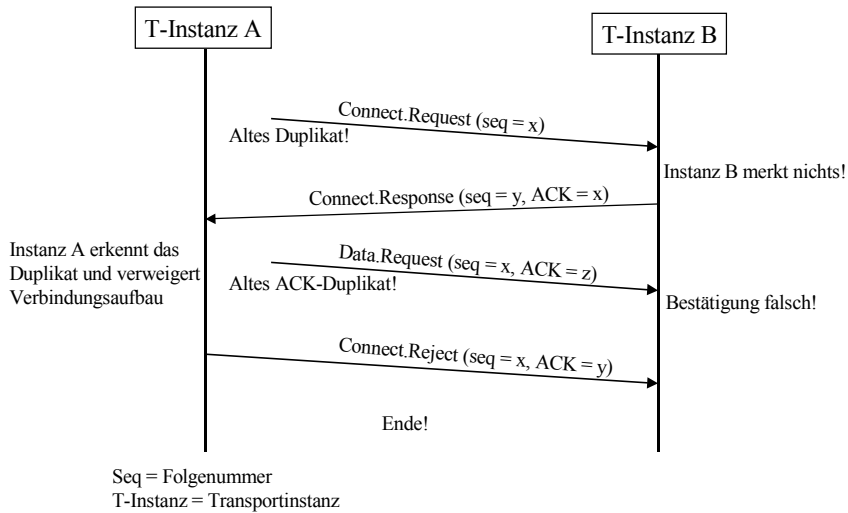 T-Instanz A
T-Instanz B
Connect.Request (seq = x)
Altes Duplikat!
Instanz B merkt nichts!
Connect.Response (seq = y, ACK = x)
Instanz A erkennt das
Duplikat und verweigert
Verbindungsaufbau
Data.Request (seq = x, ACK = z)
Altes ACK-Duplikat!
Bestätigung falsch!
Connect.Reject (seq = x, ACK = y)
Ende!
Seq = Folgenummer
T-Instanz = Transportinstanz